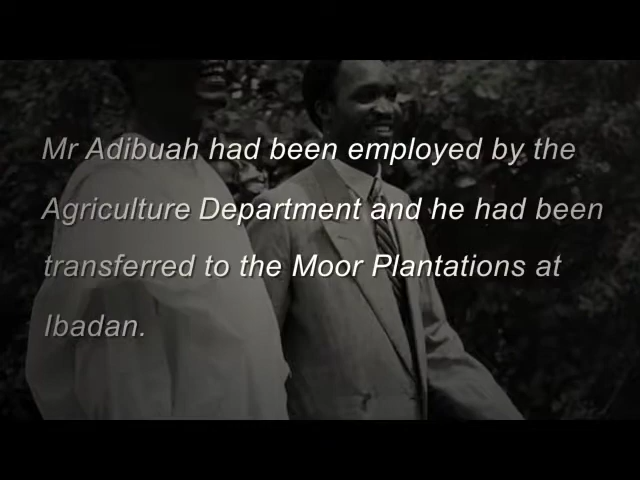 Mr Adibuah had been employed by the
Agriculture Department and he had been
transferred to the Moor Plantations at
Ibadan.